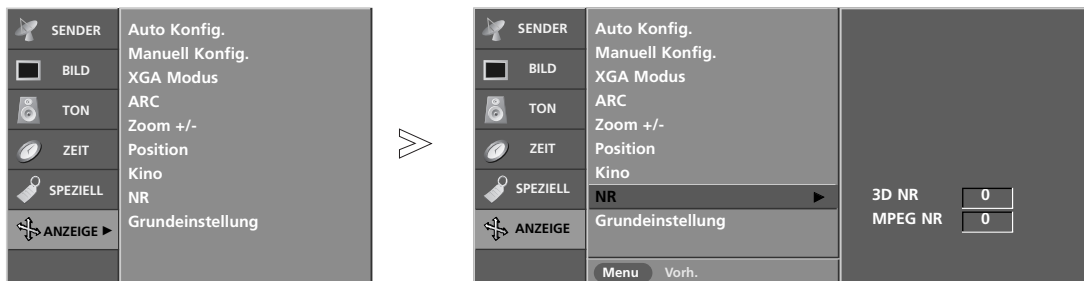 SENDER
BILD
TON
ZEIT
SPEZIELL
ANZEIGE ►
Auto Konfig.
Manuell Konfig.
XGA Modus
ARC
Zoom +/-
Position
Kino
NR
Grundeinstellung
SENDER
BILD
TON
ZEIT
SPEZIELL
ANZEIGE
Auto Konfig.
Manuell Konfig.
XGA Modus
ARC
Zoom +/-
Position
Kino
NR ►
Grundeinstellung
Menu Vorh.
3D NR 0
MPEG NR 0